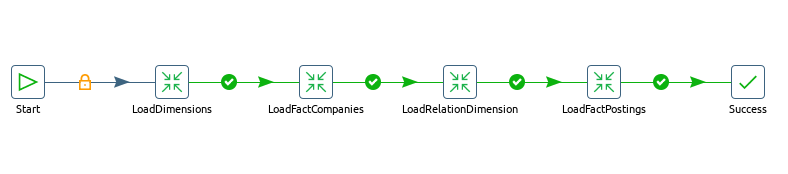 Start
LoadDimensions
LoadFactCompanies
LoadRelationDimension
LoadFactPostings
Success